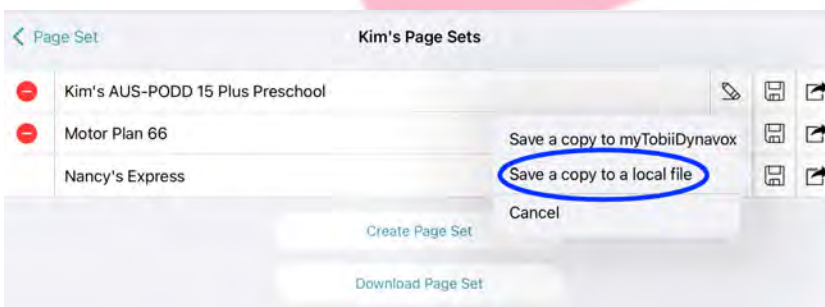 Page Set
Kim's Page Sets
Kim's AUS-PODD 15 Plus Preschool
Motor Plan 66
Nancy's Express
Save a copy to myTobiiDynavox
Save a copy to a local file
Cancel
Create Page Set
Download Page Set